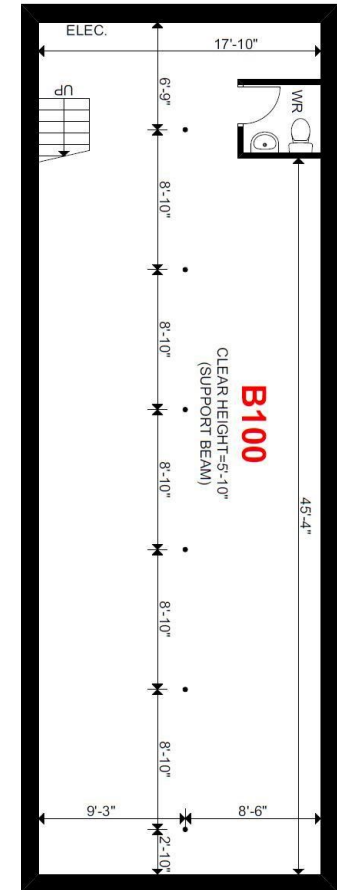 ELEC.
17'-10"
UP
6'-9"
WR
8'-10"
8'-10"
B100
CLEAR HEIGHT=5'-10"
(SUPPORT BEAM)
8'-10"
45'-4"
8'-10"
8'-10"
9'-3"
8'-6"
2'-10"